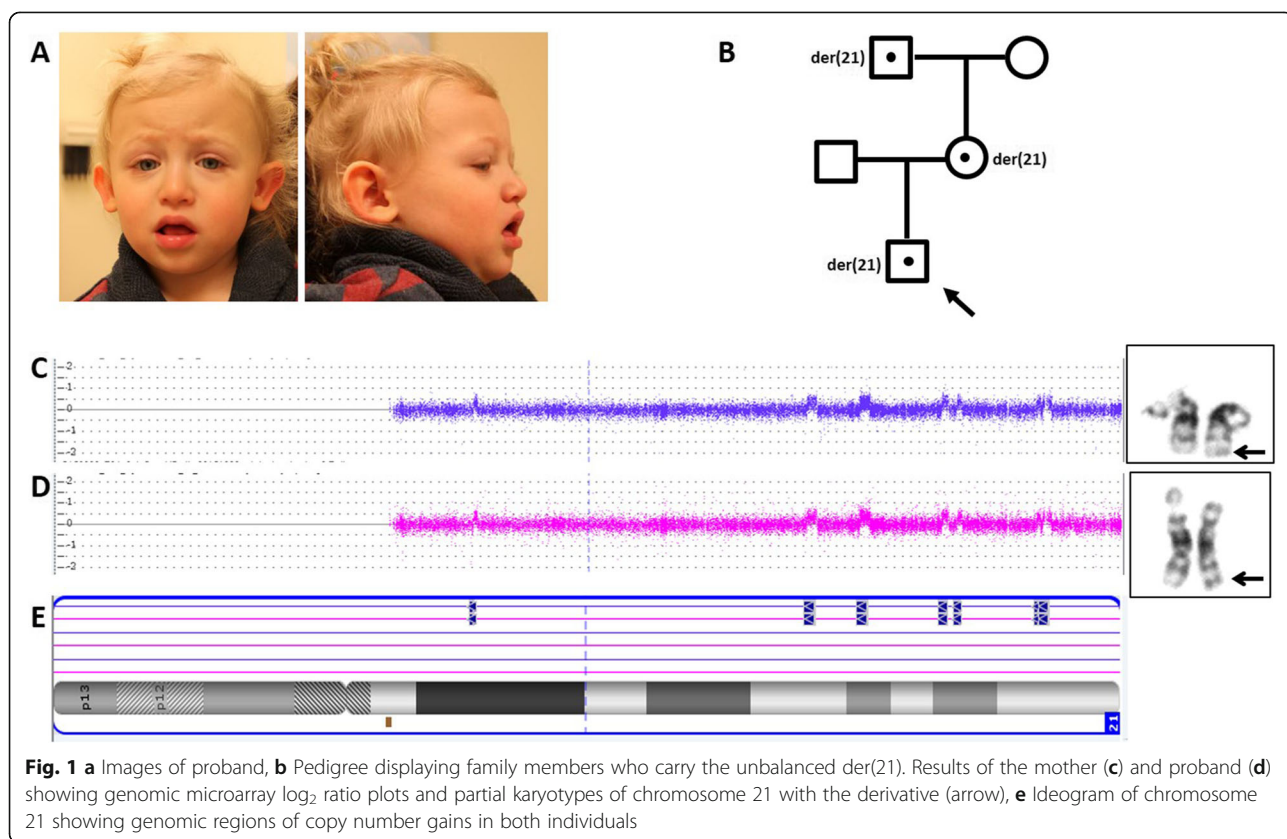 A
B
der(21)
der(21)
der(21)
C
2
1
0
-1
-2
D
2
1
0
-1
-2
E
p13
p12
21
Fig. 1 a Images of proband, b Pedigree displaying family members who carry the unbalanced der(21). Results of the mother (c) and proband (d)
showing genomic microarray log₂ ratio plots and partial karyotypes of chromosome 21 with the derivative (arrow), e Ideogram of chromosome
21 showing genomic regions of copy number gains in both individuals